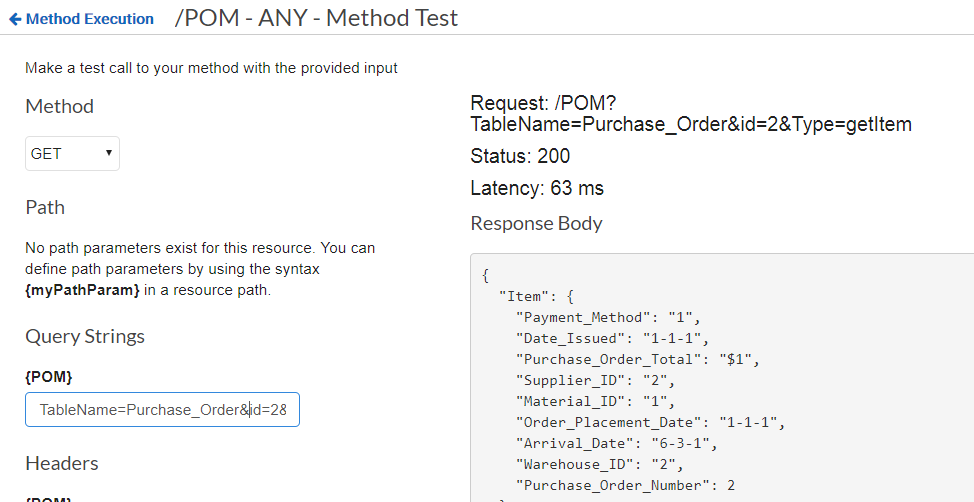 Method Execution /POM - ANY - Method Test
Make a test call to your method with the provided input
Method
GET
Path
No path parameters exist for this resource. You can
define path parameters by using the syntax
{myPathParam} in a resource path.
Query Strings
{POM}
TableName=Purchase_Order&id=2&
Headers
{POM}
Request: /POM?
TableName=Purchase_Order&id=2&Type=getItem
Status: 200
Latency: 63 ms
Response Body
{
"Item": {
"Payment_Method": "1",
"Date_Issued": "1-1-1",
"Purchase_Order_Total": "$1",
"Supplier_ID": "2",
"Material_ID": "1",
"Order_Placement_Date": "1-1-1",
"Arrival_Date": "6-3-1",
"Warehouse_ID": "2",
"Purchase_Order_Number": 2